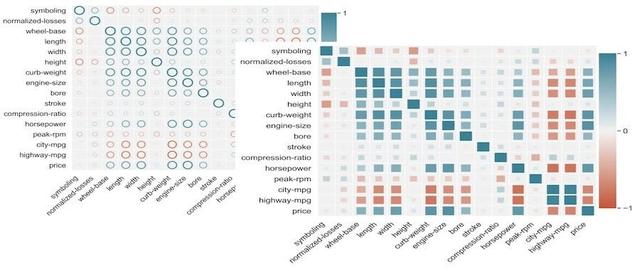 symboling
normalized-losses
wheel-base
length
width
height
curb-weight
engine-size
bore
stroke
compression-ratio
horsepower
peak-rpm
city-mpg
highway-mpg
price
symboling
normalized-losses
wheel-base
length
width
height
curb-weight
engine-size
bore
stroke
compression-ratio
horsep
1
symboling
normalized-losses
wheel-base
length
width
height
curb-weight
engine-size
bore
stroke
compression-ratio
horsepower
peak-rpm
city-mpg
highway-mpg
price
symboling
normalized-losses
wheel-base
length
width
height
curb-weight
engine-size
bore
stroke
compression-ratio
horsepower
peak-rpm
city-mpg
highway-mpg
price
1
0
-1